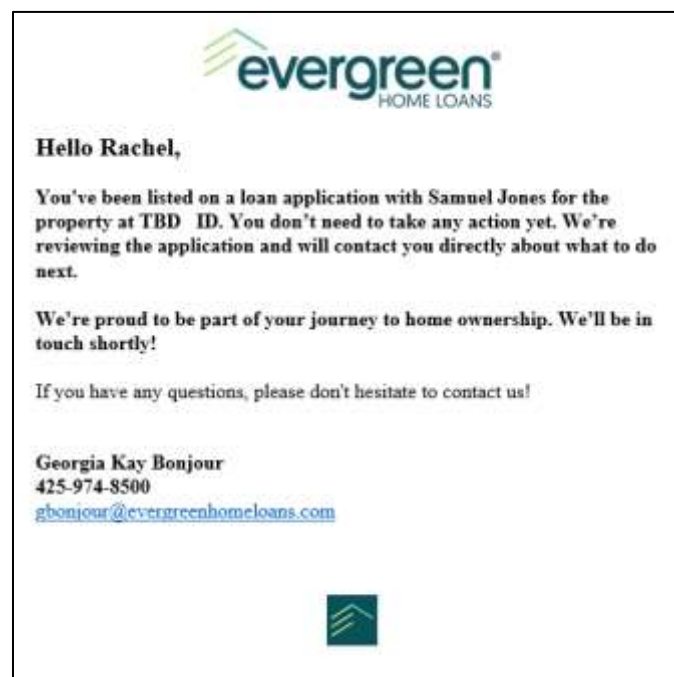 evergreen®
HOME LOANS
Hello Rachel,
You've been listed on a loan application with Samuel Jones for the
property at TBD   ID. You don't need to take any action yet. We're
reviewing the application and will contact you directly about what to do
next.
We're proud to be part of your journey to home ownership. We'll be in
touch shortly!
If you have any questions, please don't hesitate to contact us!
Georgia Kay Bonjour
425-974-8500
gbonjour@evergreenhomeloans.com